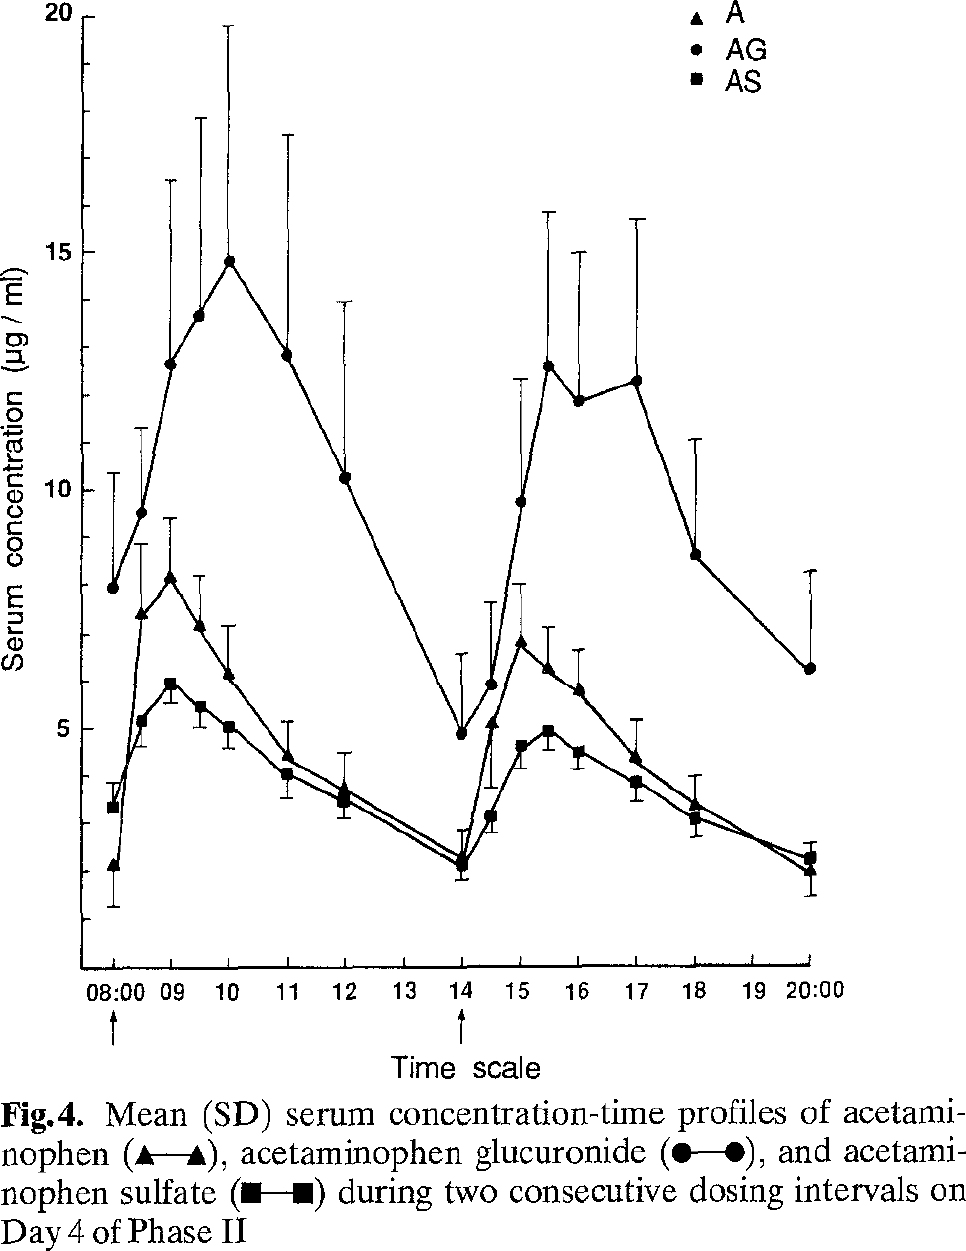 20
15
10
5
Serum concentration (µg / ml)
▲ A
● AG
■ AS
08:00 09 10 11 12 13 14 15 16 17 18 19 20:00
Time scale
Fig. 4. Mean (SD) serum concentration-time profiles of acetami-
nophen (▲—▲), acetaminophen glucuronide (●—●), and acetami-
nophen sulfate (■—■) during two consecutive dosing intervals on
Day 4 of Phase II